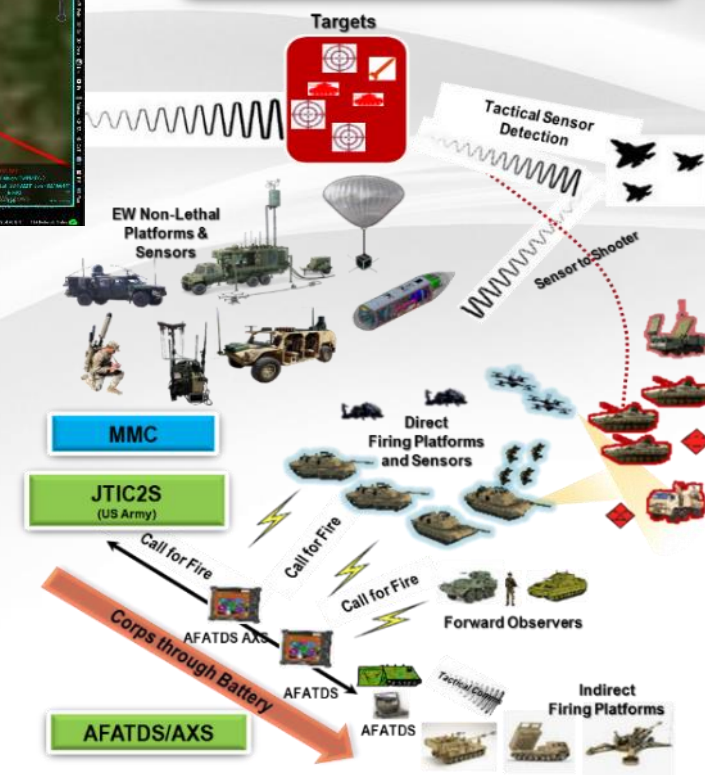 Targets
Tactical Sensor
Detection
EW Non-Lethal
Platforms &
Sensors
Sensor to Shooter
Direct
Firing Platforms
and Sensors
MMC
JTIC2S
(US Army)
Call for Fire
Call for Fire
Call for Fire
Forward Observers
Corps through Battery
AFATDS AXS
AFATDS
AFATDS
Tactical
Indirect
Firing Platforms
AFATDS/AXS